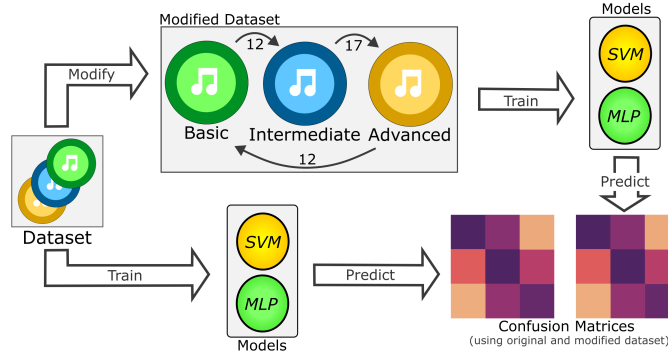 Modified Dataset
12
17
Basic
Intermediate
Advanced
12
Modify
Train
Models
SVM
MLP
Predict
Dataset
Train
SVM
MLP
Models
Predict
Confusion Matrices
(using original and modified dataset)